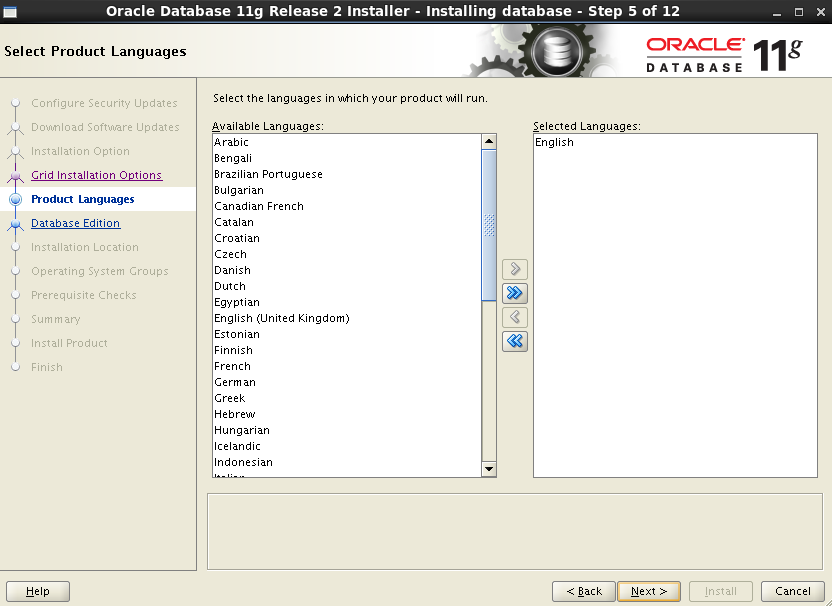 Oracle Database 11g Release 2 Installer - Installing database - Step 5 of 12
Select Product Languages
ORACLE
DATABASE
11g
Configure Security Updates
Download Software Updates
Installation Option
Grid Installation Options
Product Languages
Database Edition
Installation Location
Operating System Groups
Prerequisite Checks
Summary
Install Product
Finish
Select the languages in which your product will run.
Available Languages:
Arabic
Bengali
Brazilian Portuguese
Bulgarian
Canadian French
Catalan
Croatian
Czech
Danish
Dutch
Egyptian
English (United Kingdom)
Estonian
Finnish
French
German
Greek
Hebrew
Hungarian
Icelandic
Indonesian
Selected Languages:
English
Help
< Back
Next >
Install
Cancel